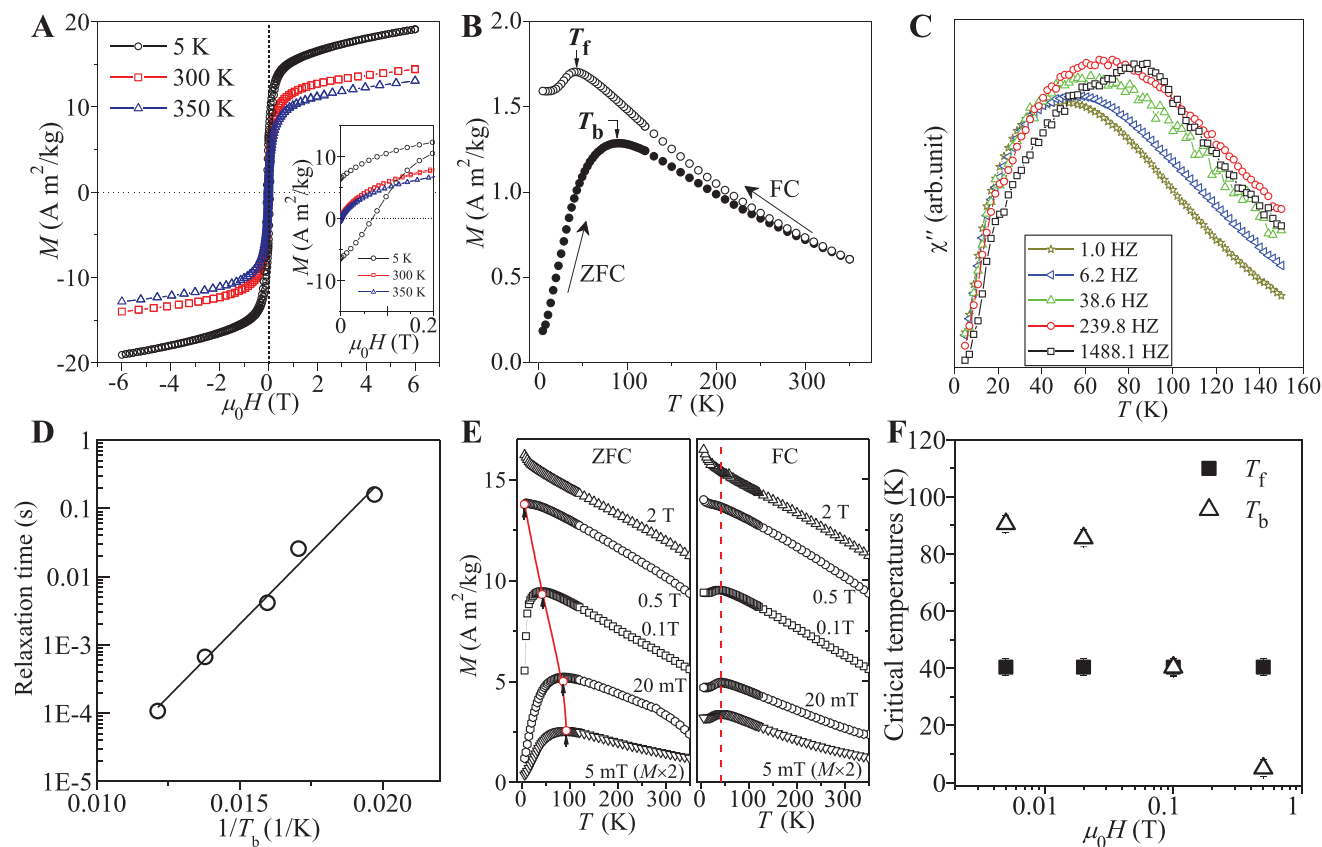 A
5 K
300 K
350 K
M (A m²/kg)
20
10
0
-10
-20
-6 -4 -2 0 2 4 6
μ₀H (T)
M (A m²/kg)
10
0
-10
5 K
300 K
350 K
0 0.2
μ₀H (T)
B
T_f
T_b
FC
ZFC
M (A m²/kg)
2.0
1.5
1.0
0.5
0.0
0 100 200 300
T (K)
C
χ″ (arb.unit)
1.0 HZ
6.2 HZ
38.6 HZ
239.8 HZ
1488.1 HZ
0 20 40 60 80 100 120 140 160
T (K)
D
Relaxation time (s)
1
0.1
0.01
1E-3
1E-4
1E-5
0.010 0.015 0.020
1/T_b (1/K)
E
ZFC
FC
M (A m²/kg)
15
10
5
0
2 T
0.5 T
0.1T
20 mT
5 mT (M×2)
2 T
0.5 T
0.1T
20 mT
5 mT (M×2)
0 100 200 300
T (K)
0 100 200 300
T (K)
F
T_f
T_b
Critical temperatures (K)
120
100
80
60
40
20
0
0.01 0.1 1
μ₀H (T)